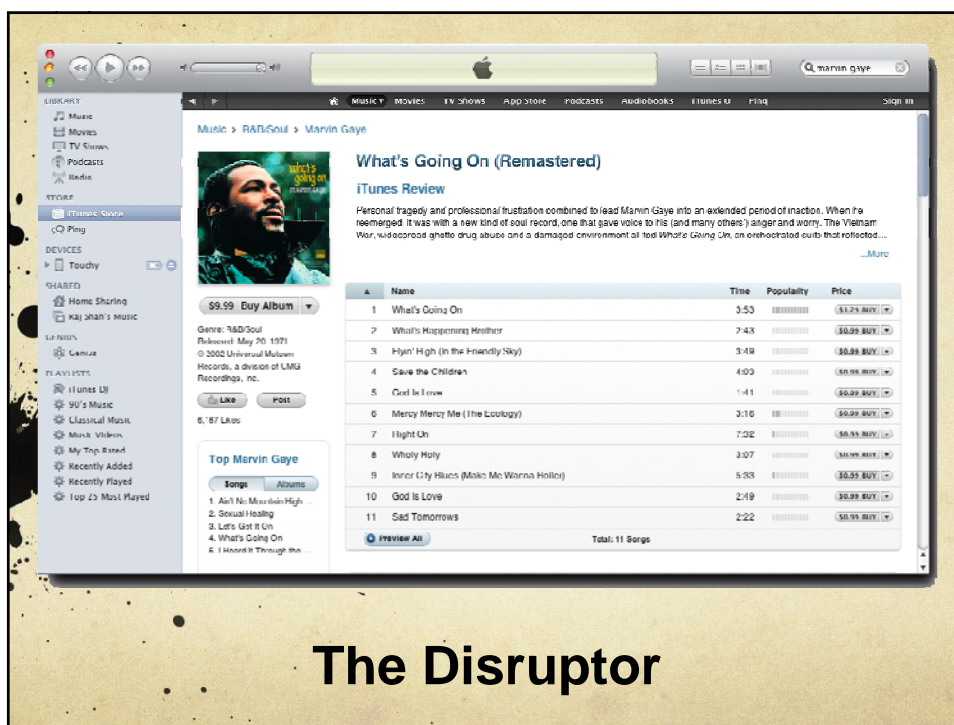 marvin gaye
LIBRARY
Music
Movies
TV Shows
Podcasts
Radio
STORE
iTunes Store
Ping
DEVICES
Touchy
SHARED
Home Sharing
Raj Shah's Music
GENIUS
Genius
PLAYLISTS
iTunes DJ
90's Music
Classical Music
Music Videos
My Top Rated
Recently Added
Recently Played
Top 25 Most Played
Music Movies TV Shows App Store Podcasts Audiobooks iTunes U Ping Sign In
Music > R&B/Soul > Marvin Gaye
what's
going on
marvin gaye
$9.99 Buy Album
Genre: R&B/Soul
Released: May 20, 1971
© 2002 Universal Motown
Records, a division of UMG
Recordings, Inc.
Like Post
6,187 Likes
Top Marvin Gaye
Songs Albums
1. Ain't No Mountain High ...
2. Sexual Healing
3. Let's Get It On
4. What's Going On
5. I Heard It Through the ...
What's Going On (Remastered)
iTunes Review
Personal tragedy and professional frustration combined to lead Marvin Gaye into an extended period of inaction. When he
reemerged, it was with a new kind of soul record, one that gave voice to his (and many others') anger and worry. The Vietnam
War, widespread ghetto drug abuse and a damaged environment all fed What's Going On, an orchestrated suite that reflected....
...More
Name Time Popularity Price
1 What's Going On 3:53 $1.29 BUY
2 What's Happening Brother 2:43 $0.99 BUY
3 Flyin' High (In the Friendly Sky) 3:49 $0.99 BUY
4 Save the Children 4:03 $0.99 BUY
5 God Is Love 1:41 $0.99 BUY
6 Mercy Mercy Me (The Ecology) 3:16 $0.99 BUY
7 Right On 7:32 $0.99 BUY
8 Wholy Holy 3:07 $0.99 BUY
9 Inner City Blues (Make Me Wanna Holler) 5:33 $0.99 BUY
10 God Is Love 2:49 $0.99 BUY
11 Sad Tomorrows 2:22 $0.99 BUY
Preview All Total: 11 Songs
The Disruptor